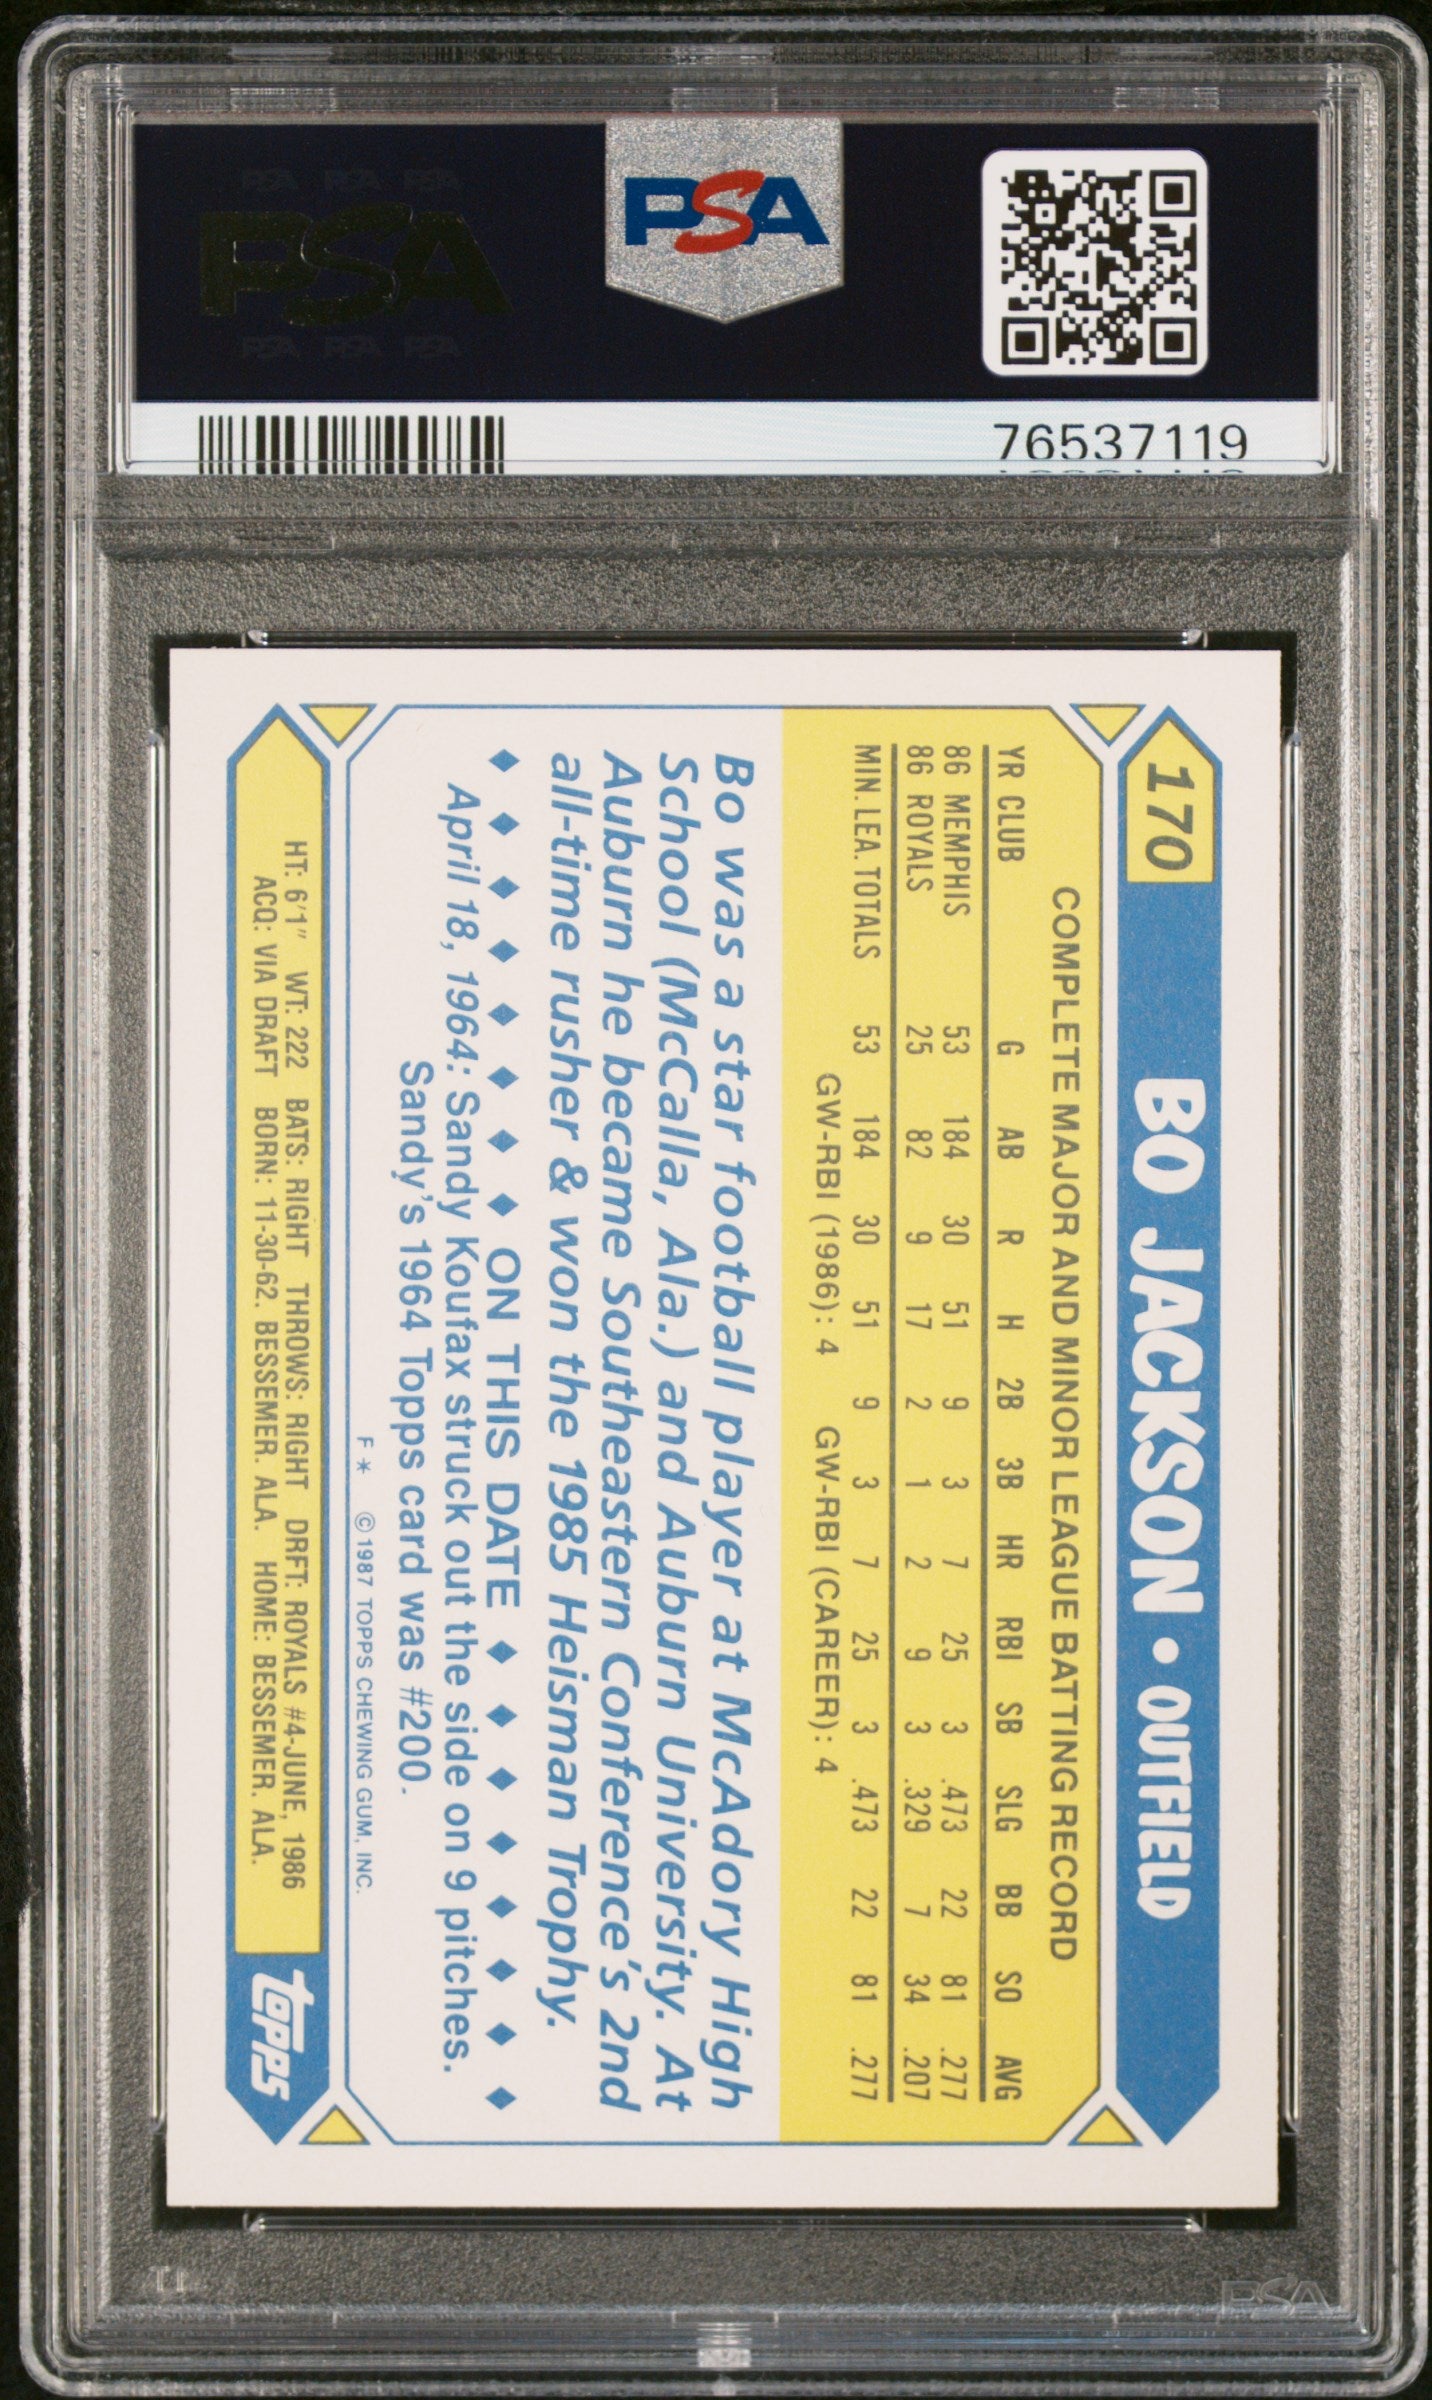 PSA PSA PSA
PSA
PSA PSA PSA
PSA
76537119
170
BO JACKSON • OUTFIELD
COMPLETE MAJOR AND MINOR LEAGUE BATTING RECORD
YR CLUB G AB R H 2B 3B HR RBI SB SLG BB SO AVG
86 MEMPHIS 53 184 30 51 9 3 7 25 3 .473 22 81 .277
86 ROYALS 25 82 9 17 2 1 2 9 3 .329 7 34 .207
MIN. LEA. TOTALS 53 184 30 51 9 3 7 25 3 .473 22 81 .277
GW-RBI (1986): 4 GW-RBI (CAREER): 4
Bo was a star football player at McAdory High
School (McCalla, Ala.) and Auburn University. At
Auburn he became Southeastern Conference's 2nd
all-time rusher & won the 1985 Heisman Trophy.
♦ ♦ ♦ ♦ ♦ ♦ ♦ ♦ ON THIS DATE ♦ ♦ ♦ ♦ ♦ ♦ ♦ ♦
April 18, 1964: Sandy Koufax struck out the side on 9 pitches.
Sandy's 1964 Topps card was #200.
F * © 1987 TOPPS CHEWING GUM, INC.
HT: 6'1" WT: 222 BATS: RIGHT THROWS: RIGHT DRFT: ROYALS #4-JUNE, 1986
ACQ: VIA DRAFT BORN: 11-30-62. BESSEMER. ALA. HOME: BESSEMER. ALA.
topps
PSA